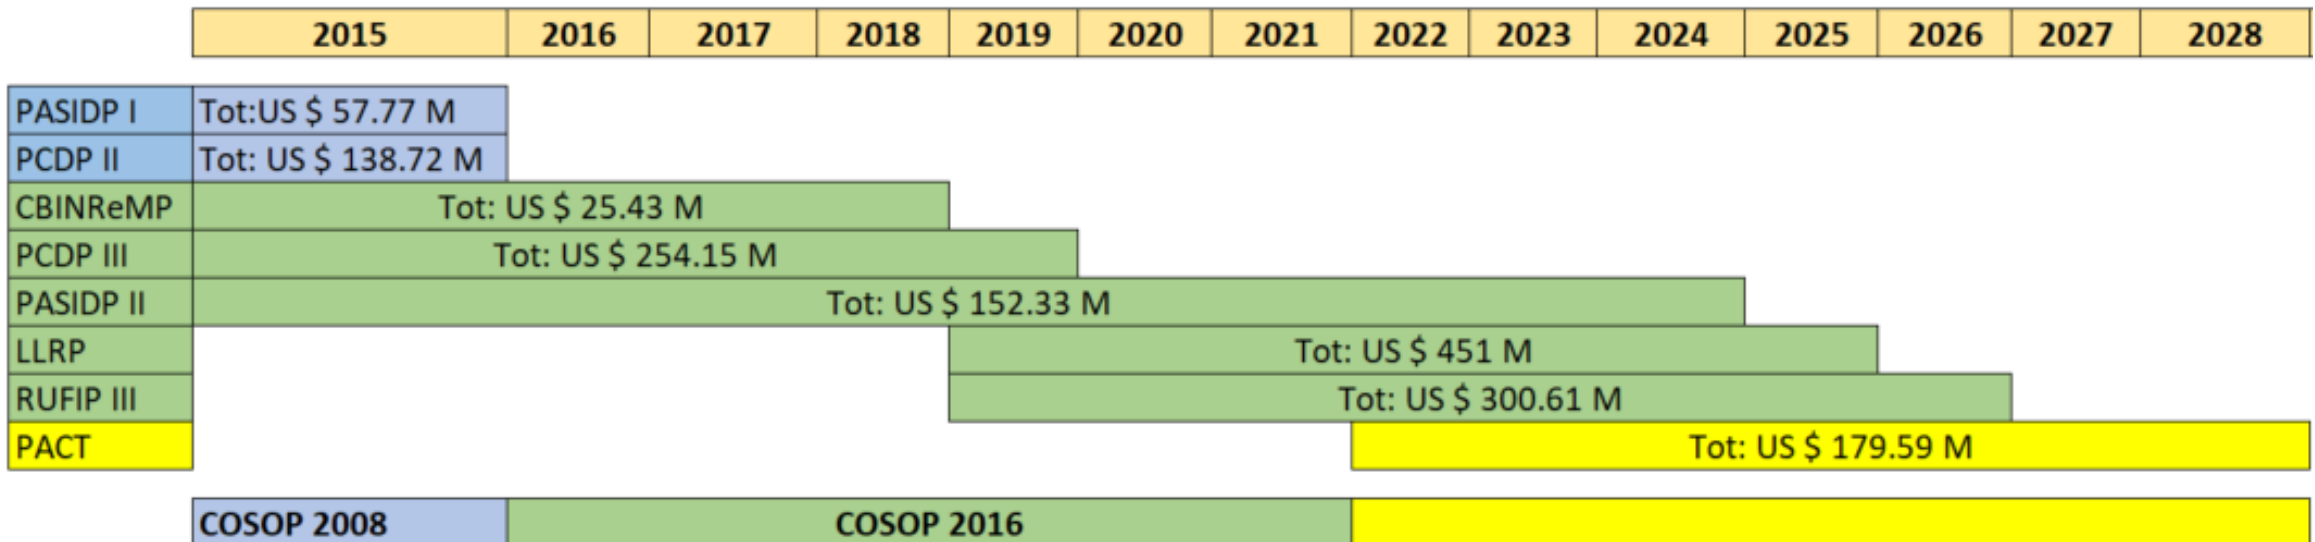 2015 2016 2017 2018 2019 2020 2021 2022 2023 2024 2025 2026 2027 2028
PASIDP I Tot:US $ 57.77 M
PCDP II Tot: US $ 138.72 M
CBINReMP Tot: US $ 25.43 M
PCDP III Tot: US $ 254.15 M
PASIDP II Tot: US $ 152.33 M
LLRP Tot: US $ 451 M
RUFIP III Tot: US $ 300.61 M
PACT Tot: US $ 179.59 M
COSOP 2008 COSOP 2016